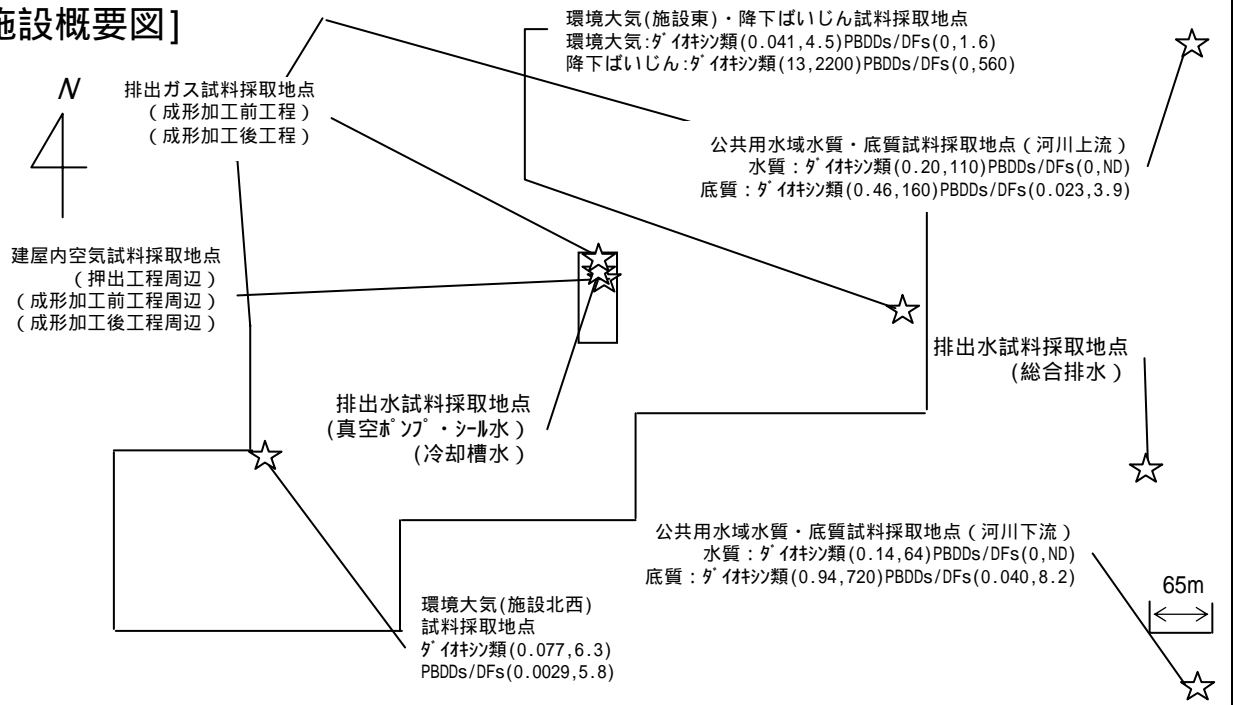 施設概要図]
N
排出ガス試料採取地点
(成形加工前工程)
(成形加工後工程)
環境大気(施設東)・降下ばいじん試料採取地点
環境大気:ﾀﾞｲｵｷｼﾝ類(0.041,4.5)PBDDs/DFs(0,1.6)
降下ばいじん:ﾀﾞｲｵｷｼﾝ類(13,2200)PBDDs/DFs(0,560)
公共用水域水質・底質試料採取地点(河川上流)
水質：ﾀﾞｲｵｷｼﾝ類(0.20,110)PBDDs/DFs(0,ND)
底質：ﾀﾞｲｵｷｼﾝ類(0.46,160)PBDDs/DFs(0.023,3.9)
建屋内空気試料採取地点
(押出工程周辺)
(成形加工前工程周辺)
(成形加工後工程周辺)
排出水試料採取地点
(総合排水)
排出水試料採取地点
(真空ﾎﾟﾝﾌﾟ・ｼｰﾙ水)
(冷却槽水)
公共用水域水質・底質試料採取地点(河川下流)
水質：ﾀﾞｲｵｷｼﾝ類(0.14,64)PBDDs/DFs(0,ND)
底質：ﾀﾞｲｵｷｼﾝ類(0.94,720)PBDDs/DFs(0.040,8.2)
65m
環境大気(施設北西)
試料採取地点
ﾀﾞｲｵｷｼﾝ類(0.077,6.3)
PBDDs/DFs(0.0029,5.8)